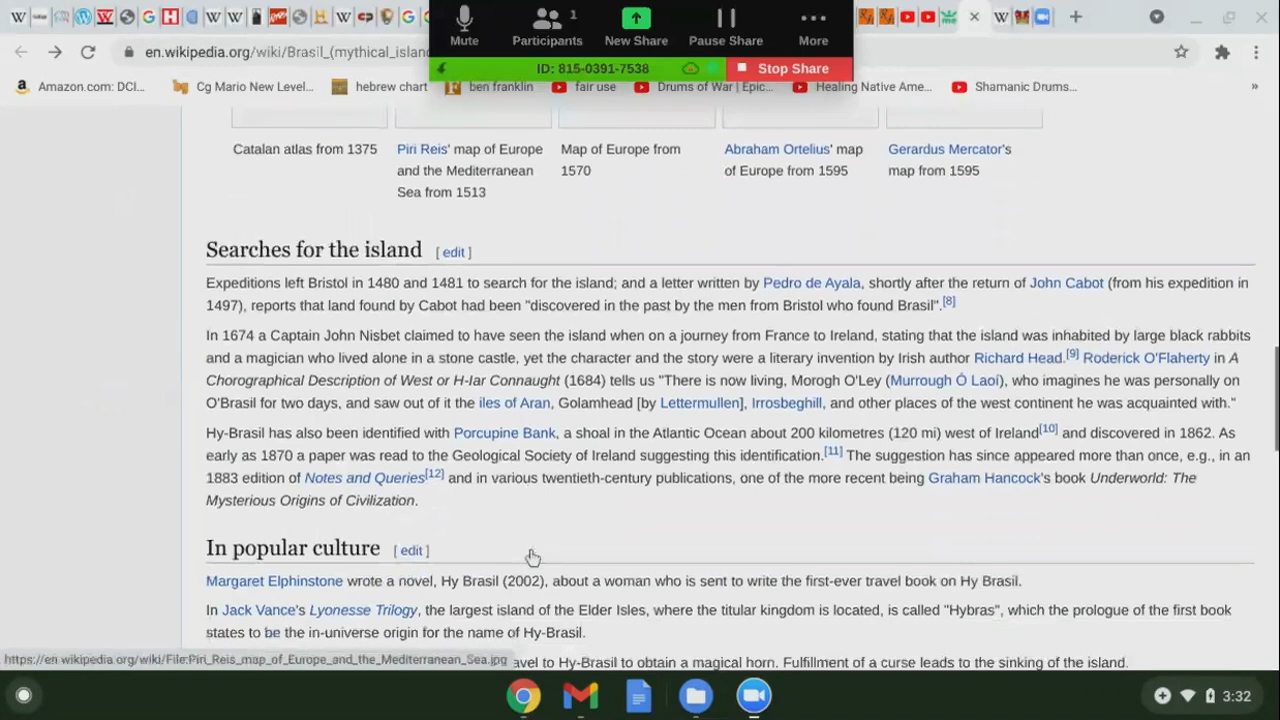 Mute
Participants
1
New Share
Pause Share
More
en.wikipedia.org/wiki/Brasil_(mythical_islan
ID: 815-0391-7538
Stop Share
Amazon.com: DCI...
Cg Mario New Level...
hebrew chart
ben franklin
fair use
Drums of War | Epic...
Healing Native Ame...
Shamanic Drums...
»
Catalan atlas from 1375
Piri Reis' map of Europe
and the Mediterranean
Sea from 1513
Map of Europe from
1570
Abraham Ortelius' map
of Europe from 1595
Gerardus Mercator's
map from 1595
Searches for the island [ edit ]
Expeditions left Bristol in 1480 and 1481 to search for the island; and a letter written by Pedro de Ayala, shortly after the return of John Cabot (from his expedition in
1497), reports that land found by Cabot had been "discovered in the past by the men from Bristol who found Brasil".[8]
In 1674 a Captain John Nisbet claimed to have seen the island when on a journey from France to Ireland, stating that the island was inhabited by large black rabbits
and a magician who lived alone in a stone castle, yet the character and the story were a literary invention by Irish author Richard Head.[9] Roderick O'Flaherty in A
Chorographical Description of West or H-Iar Connaught (1684) tells us "There is now living, Morogh O'Ley (Murrough Ó Laoí), who imagines he was personally on
O'Brasil for two days, and saw out of it the iles of Aran, Golamhead [by Lettermullen], Irrosbeghill, and other places of the west continent he was acquainted with."
Hy-Brasil has also been identified with Porcupine Bank, a shoal in the Atlantic Ocean about 200 kilometres (120 mi) west of Ireland[10] and discovered in 1862. As
early as 1870 a paper was read to the Geological Society of Ireland suggesting this identification.[11] The suggestion has since appeared more than once, e.g., in an
1883 edition of Notes and Queries[12] and in various twentieth-century publications, one of the more recent being Graham Hancock's book Underworld: The
Mysterious Origins of Civilization.
In popular culture [ edit ]
Margaret Elphinstone wrote a novel, Hy Brasil (2002), about a woman who is sent to write the first-ever travel book on Hy Brasil.
In Jack Vance's Lyonesse Trilogy, the largest island of the Elder Isles, where the titular kingdom is located, is called "Hybras", which the prologue of the first book
states to be the in-universe origin for the name of Hy-Brasil.
https://en.wikipedia.org/wiki/File:Piri_Reis_map_of_Europe_and_the_Mediterranean_Sea.jpg
avel to Hy-Brasil to obtain a magical horn. Fulfillment of a curse leads to the sinking of the island.
3:32